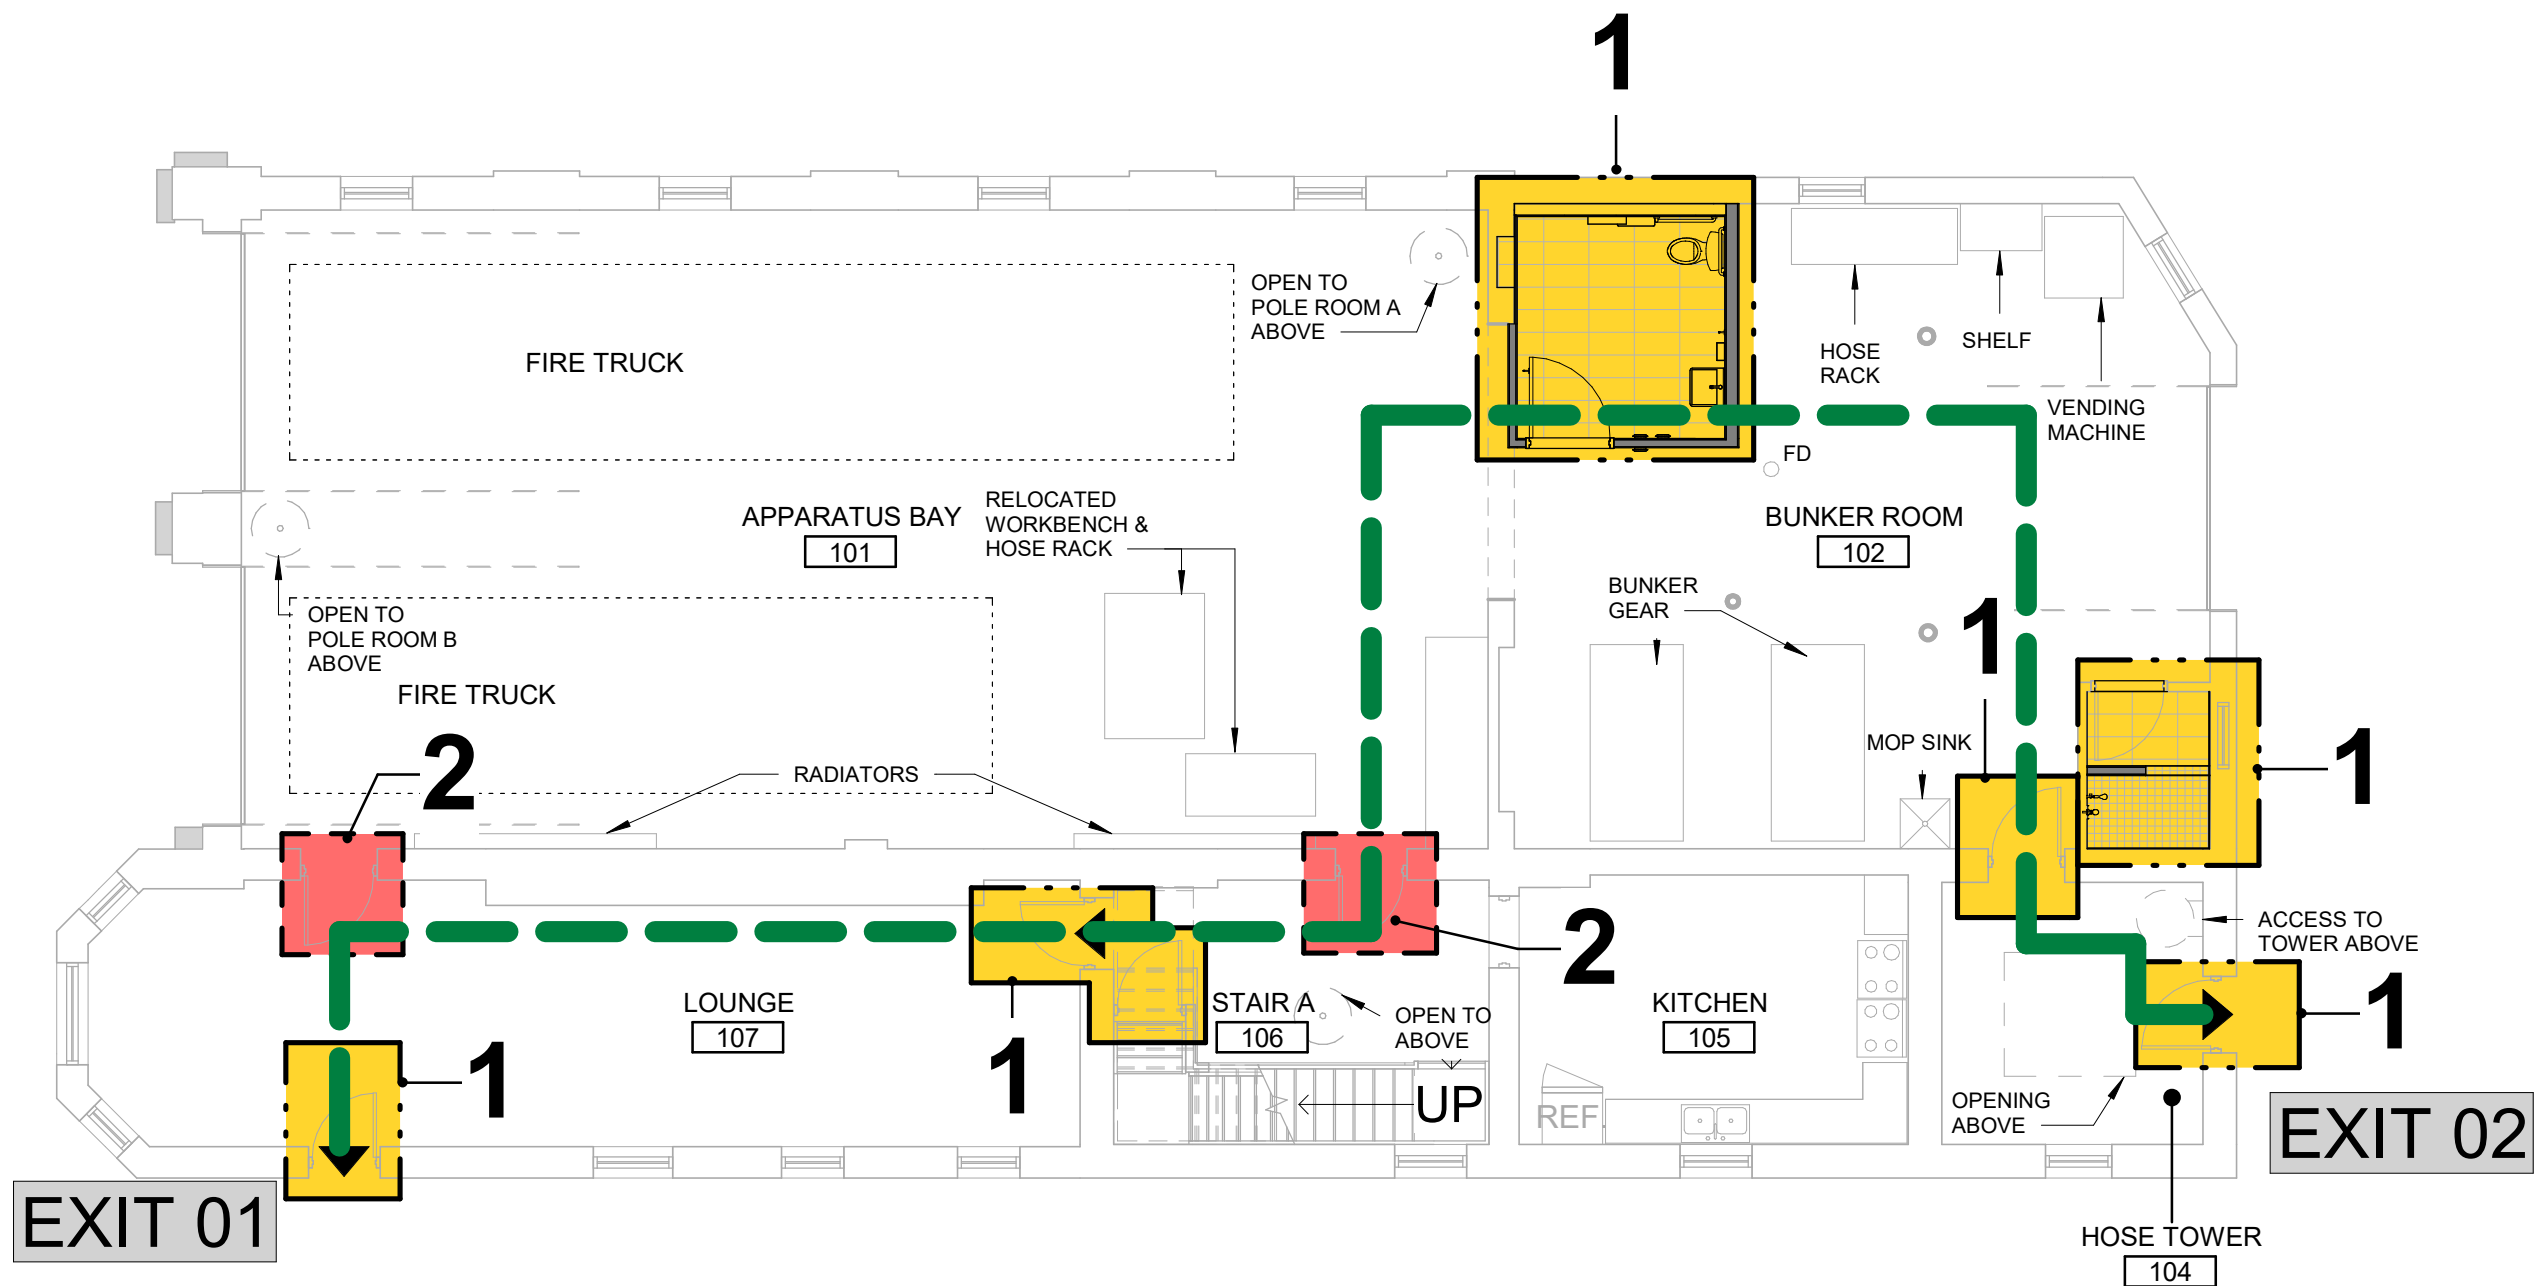 1
OPEN TO
POLE ROOM A
ABOVE
FIRE TRUCK
HOSE
RACK
SHELF
VENDING
MACHINE
FD
APPARATUS BAY
101
RELOCATED
WORKBENCH &
HOSE RACK
BUNKER ROOM
102
OPEN TO
POLE ROOM B
ABOVE
BUNKER
GEAR
1
FIRE TRUCK
2
RADIATORS
MOP SINK
1
2
ACCESS TO
TOWER ABOVE
LOUNGE
107
STAIR A
106
OPEN TO
ABOVE
KITCHEN
105
1
1
1
UP
REF.
OPENING
ABOVE
EXIT 02
EXIT 01
HOSE TOWER
104